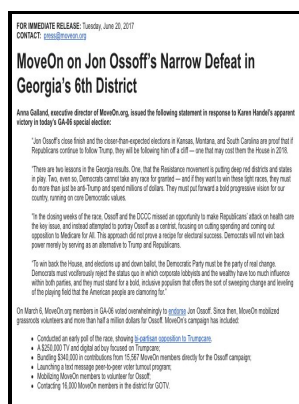 FOR IMMEDIATE RELEASE: Tuesday, June 20, 2017
CONTACT: press@moveon.org
MoveOn on Jon Ossoff's Narrow Defeat in
Georgia's 6th District
Anna Galland, executive director of MoveOn.org, issued the following statement in response to Karen Handel's apparent
victory in today's GA-06 special election:
"Jon Ossoff's close finish and the closer-than-expected elections in Kansas, Montana, and South Carolina are proof that if
Republicans continue to follow Trump, they will be following him off a cliff — one that may cost them the House in 2018.
"There are two lessons in the Georgia results. One, that the Resistance movement is putting deep red districts and states
in play. Two, even so, Democrats cannot take any race for granted — and if they want to win these tight races, they must
do more than just be anti-Trump and spend millions of dollars. They must put forward a bold progressive vision for our
country, running on core Democratic values.
"In the closing weeks of the race, Ossoff and the DCCC missed an opportunity to make Republicans' attack on health care
the key issue, and instead attempted to portray Ossoff as a centrist, focusing on cutting spending and coming out in
opposition to Medicare for All. This approach did not prove a recipe for electoral success. Democrats will not win back
power merely by serving as an alternative to Trump and Republicans.
"To win back the House, and elections up and down ballot, the Democratic Party must be the party of real change.
Democrats must vociferously reject the status quo in which corporate lobbyists and the wealthy have too much influence
within both parties, and they must stand for a bold, inclusive populism that offers the sort of sweeping change and leveling
of the playing field that the American people are clamoring for."
On March 6, MoveOn.org members in GA-06 voted overwhelmingly to endorse Jon Ossoff. Since then, MoveOn mobilized
grassroots volunteers and more than half a million dollars for Ossoff. MoveOn's campaign has included:
• Conducted an early poll of the race, showing bi-partisan opposition to Trumpcare.
• A $250,000 TV and digital ad buy focused on Trumpcare;
• Bundling $340,000 in contributions from 15,567 MoveOn members directly for the Ossoff campaign;
• Launching a text message peer-to-peer voter turnout program;
• Mobilizing MoveOn members to volunteer for Ossoff;
• Contacting 16,000 MoveOn members in the district for GOTV.